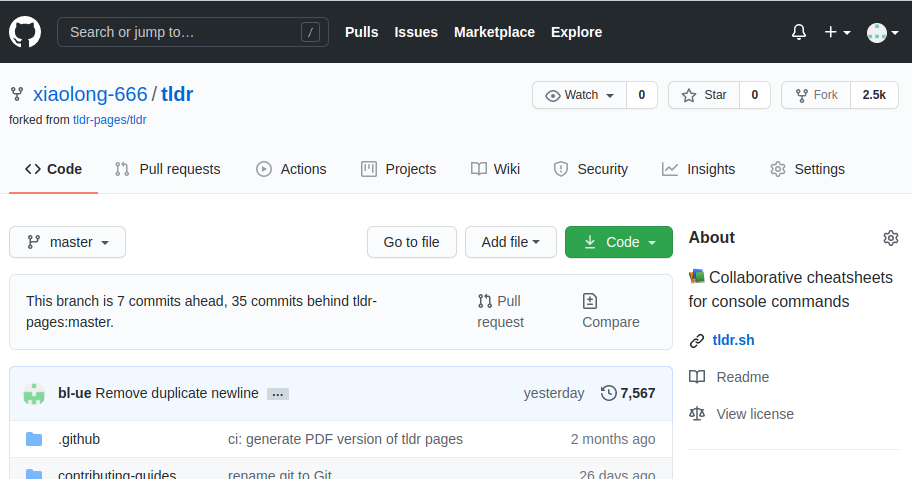 Search or jump to… /
Pulls Issues Marketplace Explore
xiaolong-666 / tldr
Watch 0 Star 0 Fork 2.5k
forked from tldr-pages/tldr
Code Pull requests Actions Projects Wiki Security Insights Settings
master Go to file Add file Code
This branch is 7 commits ahead, 35 commits behind tldr-
pages:master.
Pull
request
Compare
bl-ue Remove duplicate newline … yesterday 7,567
.github ci: generate PDF version of tldr pages 2 months ago
contributing-guides rename git to Git 26 days ago
About
Collaborative cheatsheets
for console commands
tldr.sh
Readme
View license